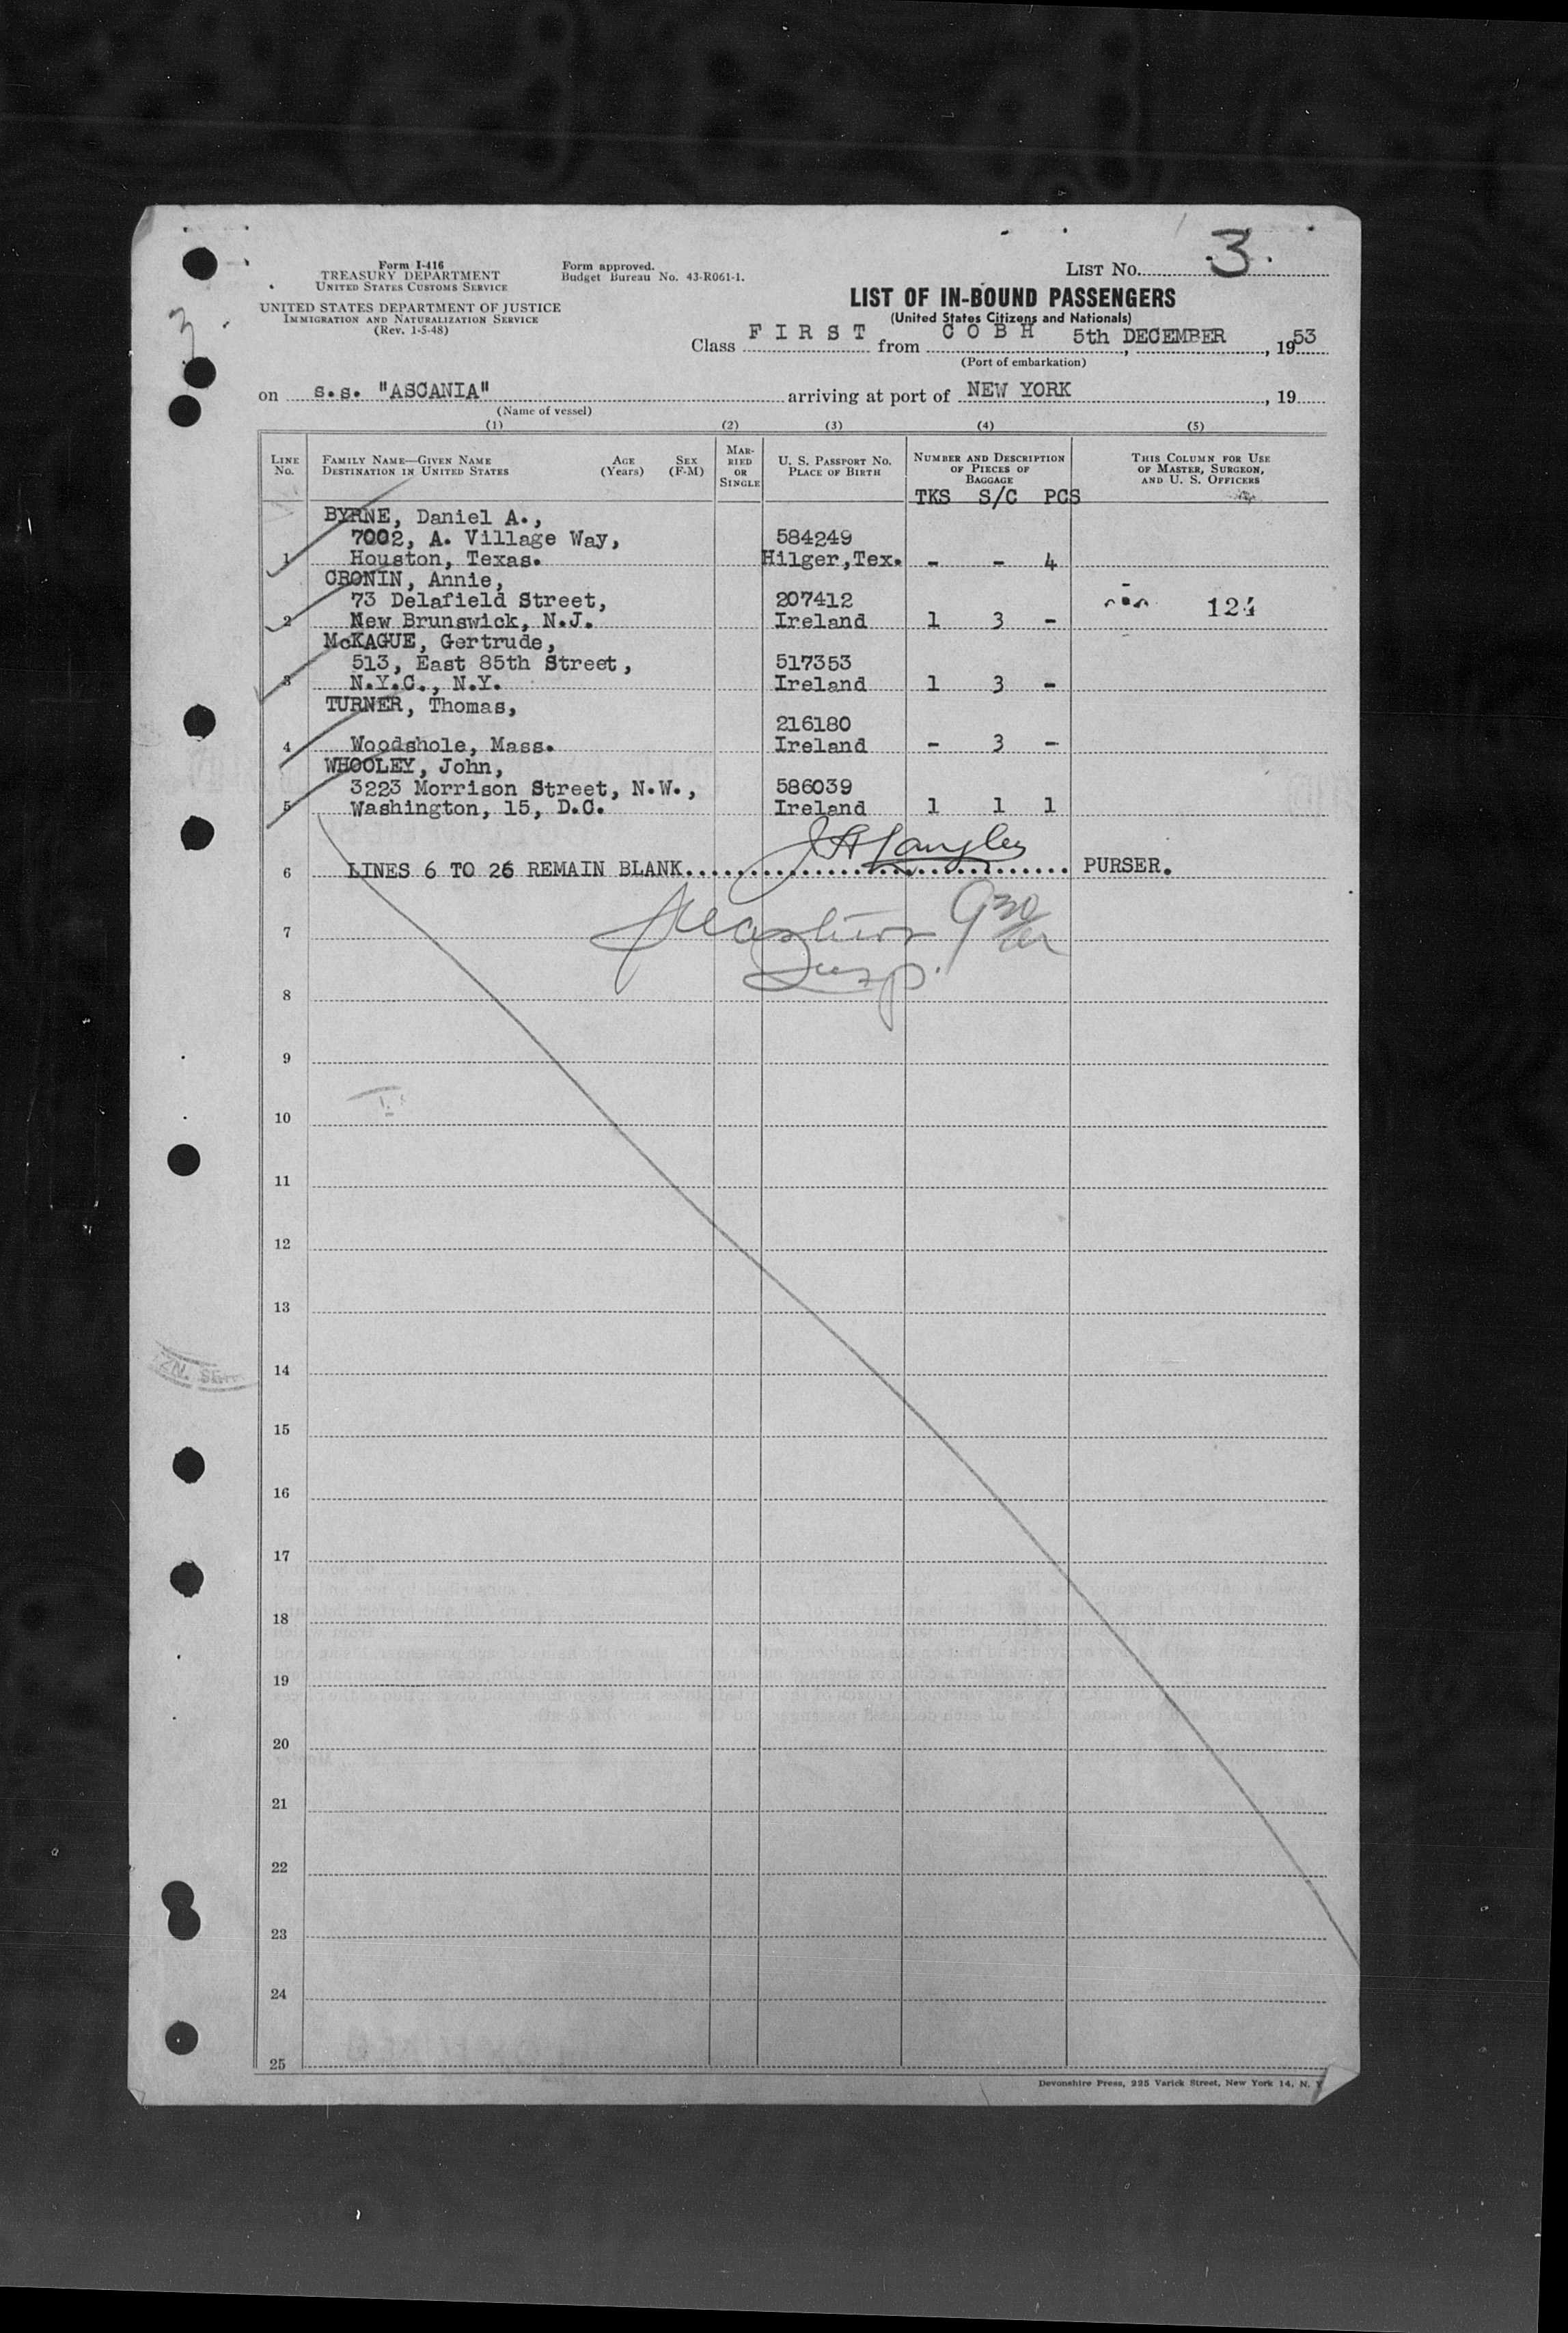 3.
LIST No.
Form I-416
TREASURY DEPARTMENT
UNITED STATES CUSTOMS SERVICE
Form approved.
Budget Bureau No. 43-R061-1.
3
UNITED STATES DEPARTMENT OF JUSTICE
IMMIGRATION AND NATURALIZATION SERVICE
(Rev. 1-5-48)
LIST OF IN-BOUND PASSENGERS
(United States Citizens and Nationals)
Class FIRST from COBH 5th DECEMBER, 1953
(Port of embarkation)
on s.s. "ASCANIA" arriving at port of NEW YORK, 19
(Name of vessel)
(1) (2) (3) (4) (5)
LINE No.
FAMILY NAME—GIVEN NAME
DESTINATION IN UNITED STATES
AGE (Years)
SEX (F-M)
MARRIED OR SINGLE
U. S. PASSPORT No.
PLACE OF BIRTH
NUMBER AND DESCRIPTION OF PIECES OF BAGGAGE
TKS S/C PCS
THIS COLUMN FOR USE OF MASTER, SURGEON, AND U. S. OFFICERS
BYRNE, Daniel A.,
7002, A. Village Way, 584249
1 Houston, Texas. Hilger,Tex. - - 4
CRONIN, Annie,
73 Delafield Street, 207412 124
2 New Brunswick, N.J. Ireland 1 3 -
McKAGUE, Gertrude,
513, East 85th Street, 517353
3 N.Y.C., N.Y. Ireland 1 3 -
TURNER, Thomas,
216180
4 Woodshole, Mass. Ireland - 3 -
WHOOLEY, John,
3223 Morrison Street, N.W., 586039
5 Washington, 15, D.C. Ireland 1 1 1
6 LINES 6 TO 26 REMAIN BLANK. PURSER.
7
Insp.
8
9
10
11
12
13
14
15
16
17
18
19
20
21
22
23
24
25
Devonshire Press, 225 Varick Street, New York 14, N. Y.